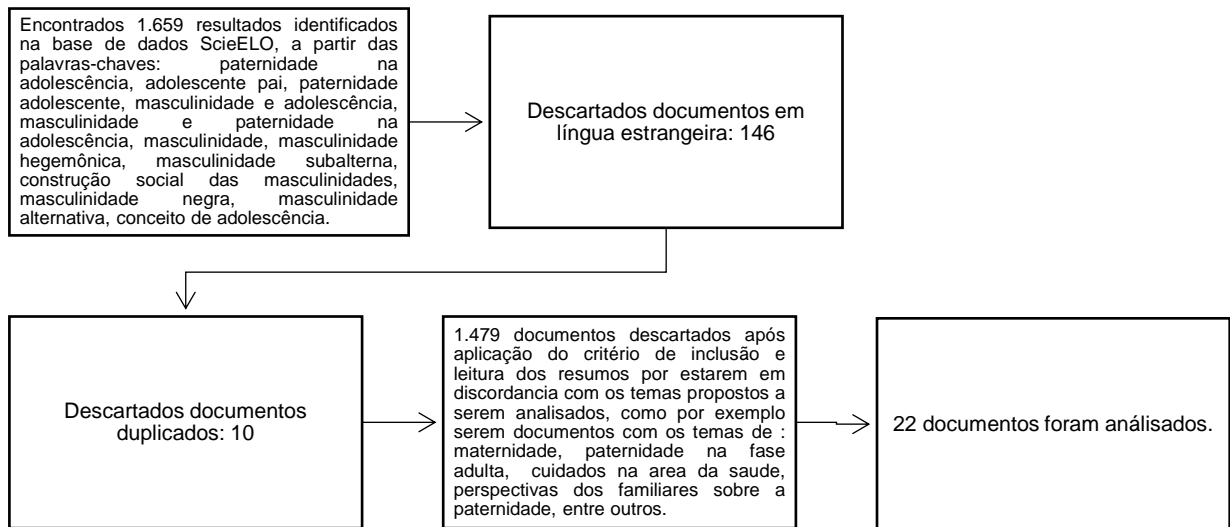 Encontrados 1.659 resultados identificados
na base de dados ScieELO, a partir das
palavras-chaves: paternidade na
adolescência, adolescente pai, paternidade
adolescente, masculinidade e adolescência,
masculinidade e paternidade na
adolescência, masculinidade, masculinidade
hegemônica, masculinidade subalterna,
construção social das masculinidades,
masculinidade negra, masculinidade
alternativa, conceito de adolescência.
Descartados documentos em
língua estrangeira: 146
Descartados documentos
duplicados: 10
1.479 documentos descartados após
aplicação do critério de inclusão e
leitura dos resumos por estarem em
discordancia com os temas propostos a
serem analisados, como por exemplo
serem documentos com os temas de :
maternidade, paternidade na fase
adulta, cuidados na area da saude,
perspectivas dos familiares sobre a
paternidade, entre outros.
22 documentos foram análisados.